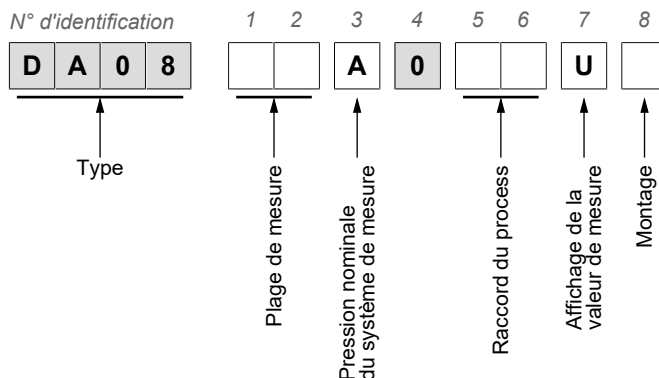 N° d'identification 1 2 3 4 5 6 7 8
D A 0 8 A 0 U
Type
Plage de mesure
Pression nominale
du système de mesure
Raccord du process
Affichage de la
valeur de mesure
Montage